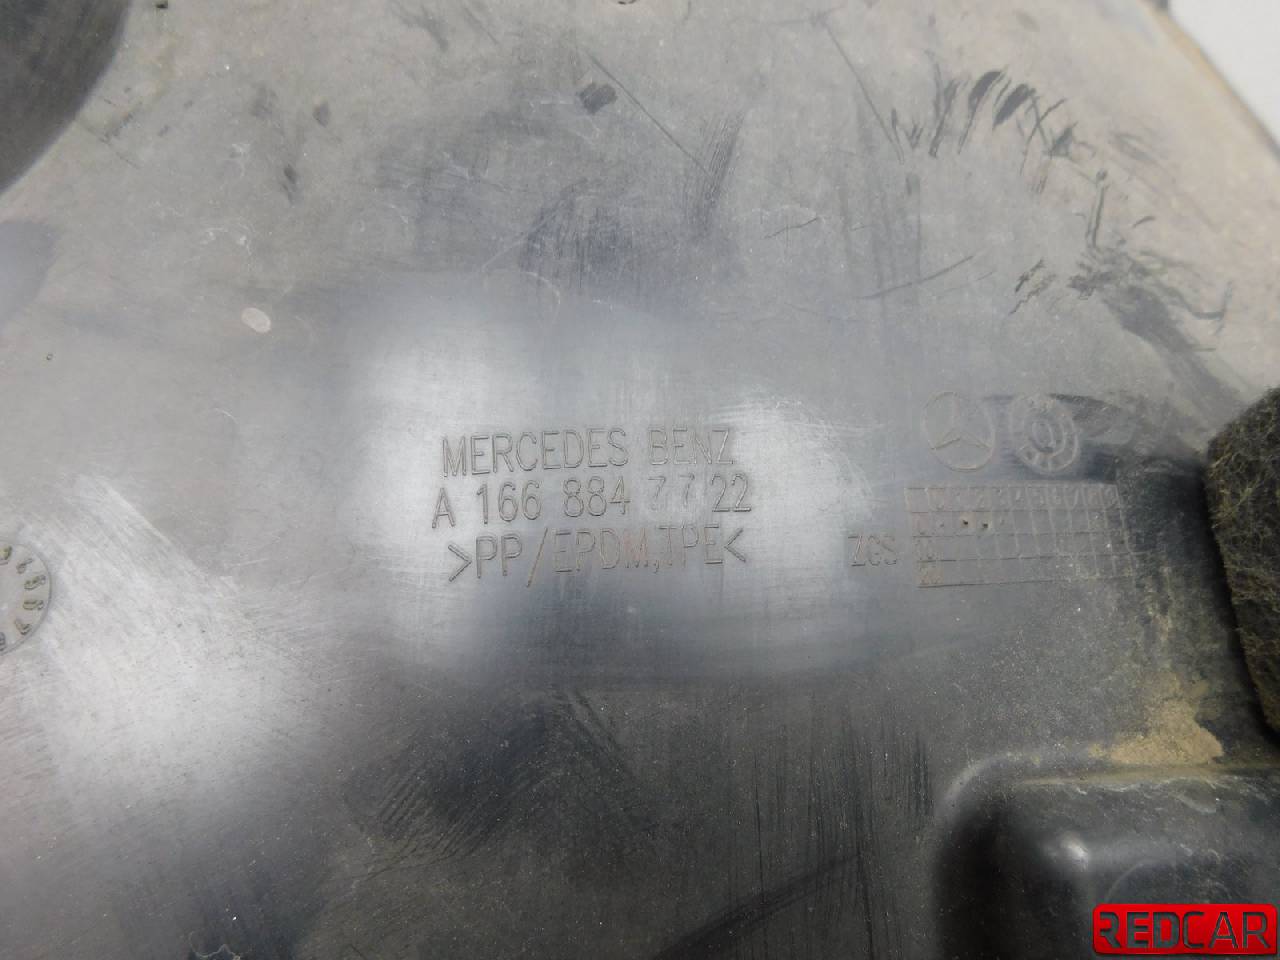 MERCEDES BENZ
A 166 884 77 22
>PP/EPDM,TPE<
ZGS
REDCAR